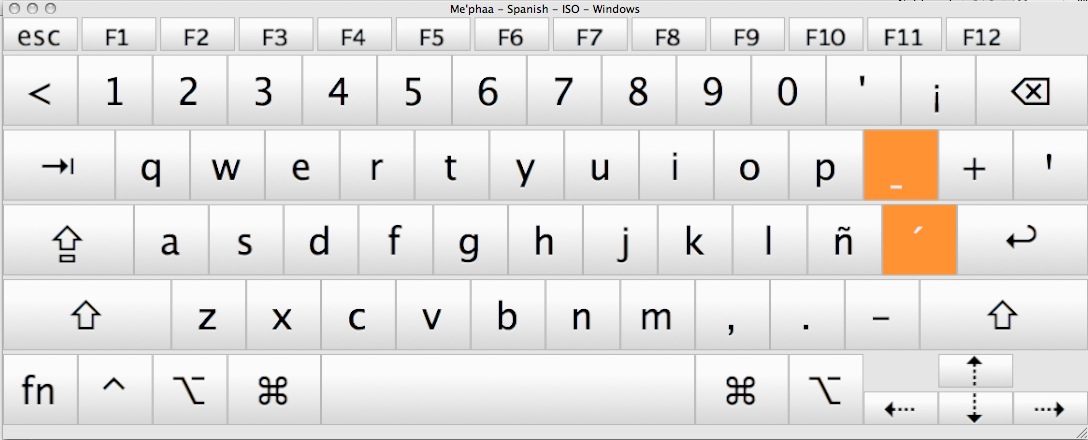 Me'phaa – Spanish – ISO – Windows
esc F1 F2 F3 F4 F5 F6 F7 F8 F9 F10 F11 F12
< 1 2 3 4 5 6 7 8 9 0 ' ¡ ⌫
⇥ q w e r t y u i o p _ + '
⇪ a s d f g h j k l ñ ´ ↩
⇧ z x c v b n m , . – ⇧
fn ^ ⌥ ⌘ ⌘ ⌥ ⇠ ⇡ ⇣ ⇢